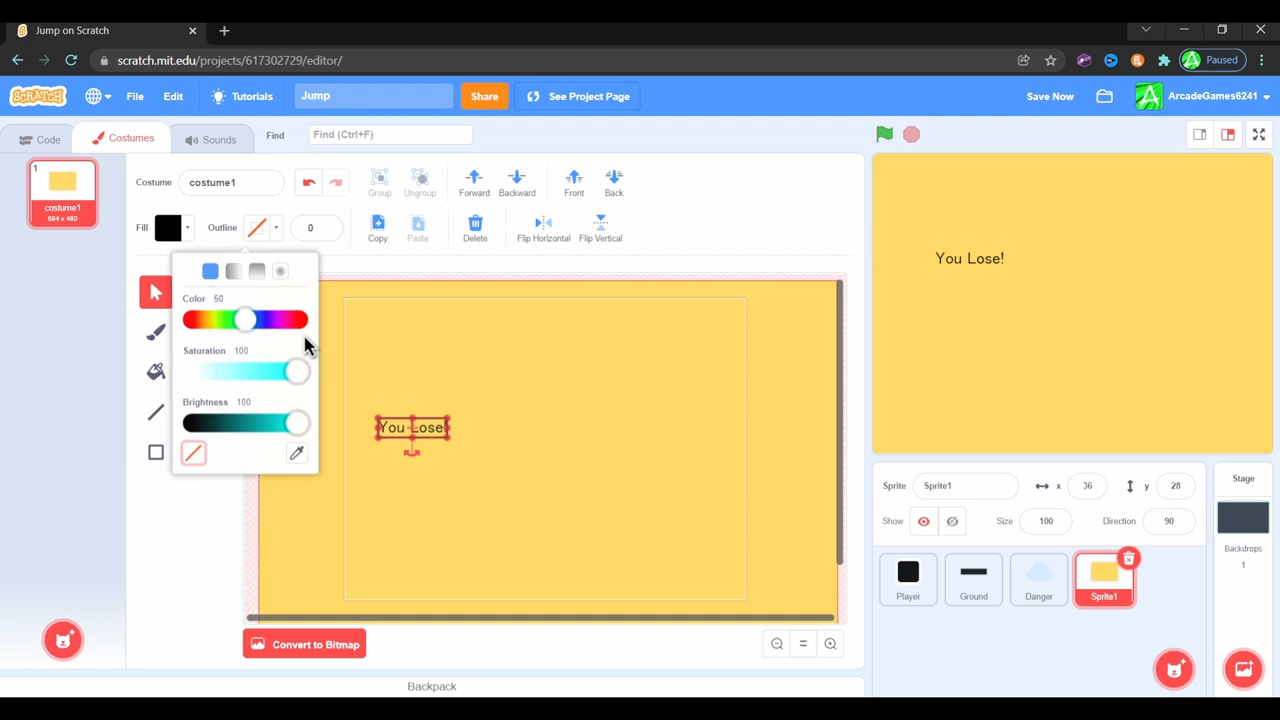 Jump on Scratch
scratch.mit.edu/projects/617302729/editor/
Paused
SCRATCH
File
Edit
Tutorials
Jump
Share
See Project Page
Save Now
ArcadeGames6241
Code
Costumes
Sounds
Find
Find (Ctrl+F)
1
costume1
694 x 480
Costume
costume1
Group
Ungroup
Forward
Backward
Front
Back
Fill
Outline
0
Copy
Paste
Delete
Flip Horizontal
Flip Vertical
Color 50
Saturation 100
Brightness 100
You Lose!
You Lose!
Convert to Bitmap
Backpack
Sprite
Sprite1
x
36
y
28
Show
Size
100
Direction
90
Player
Ground
Danger
Sprite1
Stage
Backdrops
1